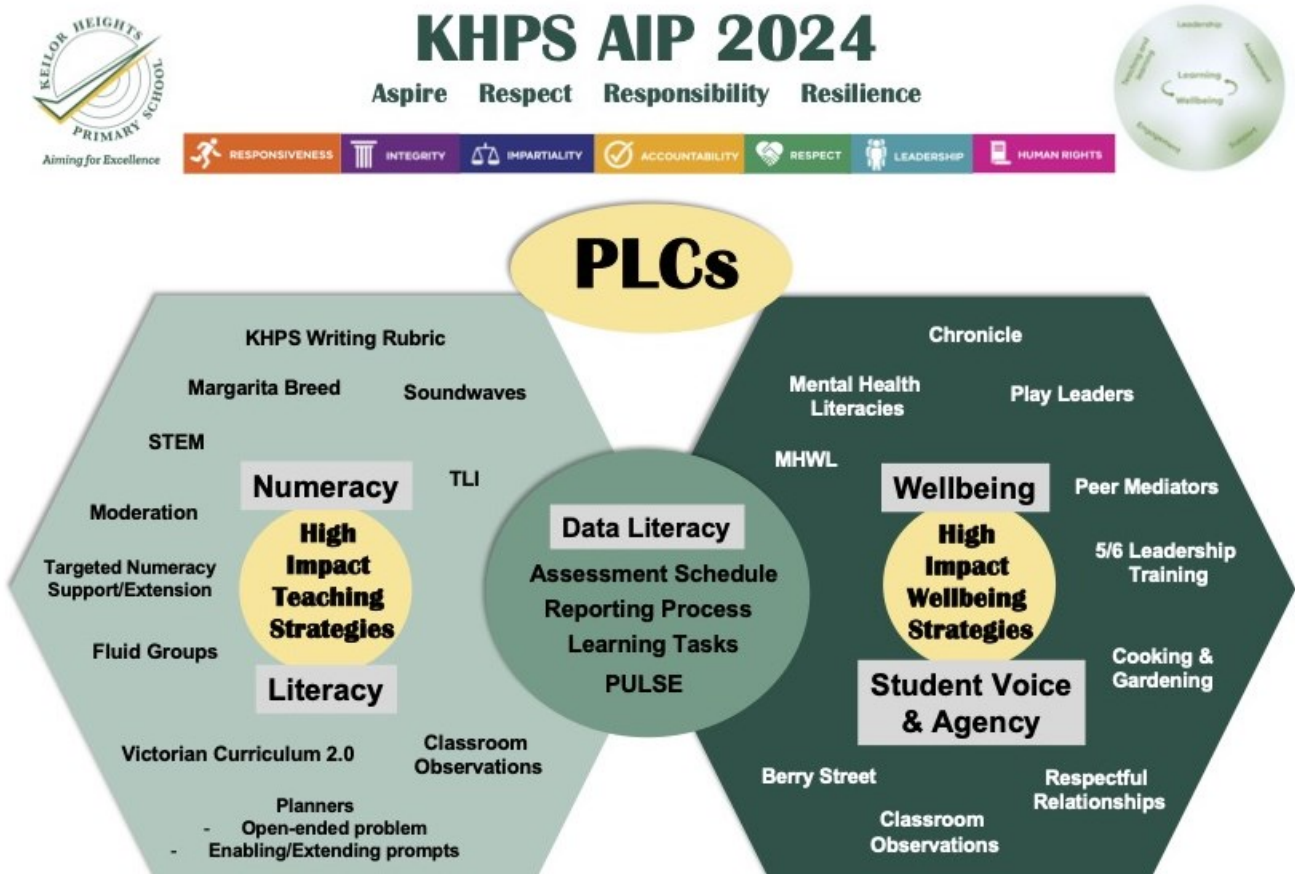 KEILOR HEIGHTS
PRIMARY SCHOOL
Aiming for Excellence
KHPS AIP 2024
Aspire Respect Responsibility Resilience
RESPONSIVENESS
INTEGRITY
IMPARTIALITY
ACCOUNTABILITY
RESPECT
LEADERSHIP
HUMAN RIGHTS
Leadership
Teaching and
Assessment
Learning
Wellbeing
Engagement
Support
PLCs
KHPS Writing Rubric
Margarita Breed
Soundwaves
STEM
TLI
Numeracy
Moderation
High
Impact
Teaching
Strategies
Targeted Numeracy
Support/Extension
Fluid Groups
Literacy
Victorian Curriculum 2.0
Classroom
Observations
Planners
- Open-ended problem
- Enabling/Extending prompts
Data Literacy
Assessment Schedule
Reporting Process
Learning Tasks
PULSE
Chronicle
Mental Health
Literacies
Play Leaders
MHWL
Wellbeing
Peer Mediators
High
Impact
Wellbeing
Strategies
5/6 Leadership
Training
Cooking &
Gardening
Student Voice
& Agency
Berry Street
Respectful
Relationships
Classroom
Observations